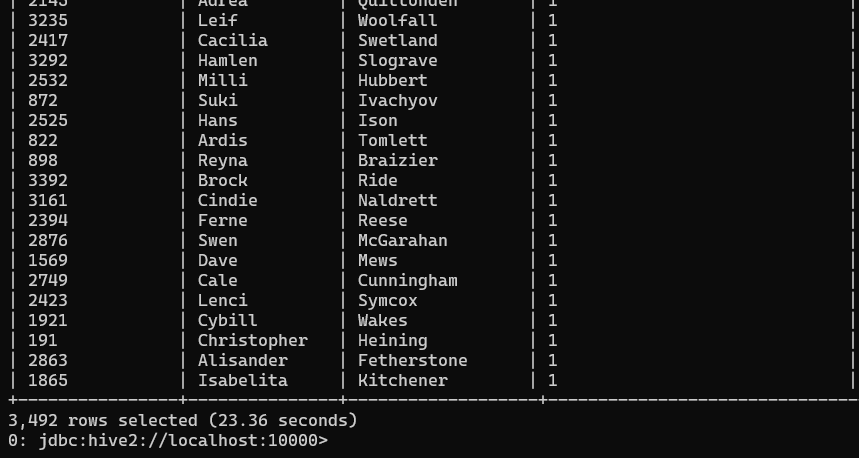 | 2143 | Adrea | Quittonden | 1
| 3235 | Leif | Woolfall | 1 |
| 2417 | Cacilia | Swetland | 1 |
| 3292 | Hamlen | Slograve | 1 |
| 2532 | Milli | Hubbert | 1 |
| 872 | Suki | Ivachyov | 1 |
| 2525 | Hans | Ison | 1 |
| 822 | Ardis | Tomlett | 1 |
| 898 | Reyna | Braizier | 1 |
| 3392 | Brock | Ride | 1 |
| 3161 | Cindie | Naldrett | 1 |
| 2394 | Ferne | Reese | 1 |
| 2876 | Swen | McGarahan | 1 |
| 1569 | Dave | Mews | 1 |
| 2749 | Cale | Cunningham | 1 |
| 2423 | Lenci | Symcox | 1 |
| 1921 | Cybill | Wakes | 1 |
| 191 | Christopher | Heining | 1 |
| 2863 | Alisander | Fetherstone | 1 |
| 1865 | Isabelita | Kitchener | 1 |
+-----------------+---------------+-------------------+-------------------------------
3,492 rows selected (23.36 seconds)
0: jdbc:hive2://localhost:10000>